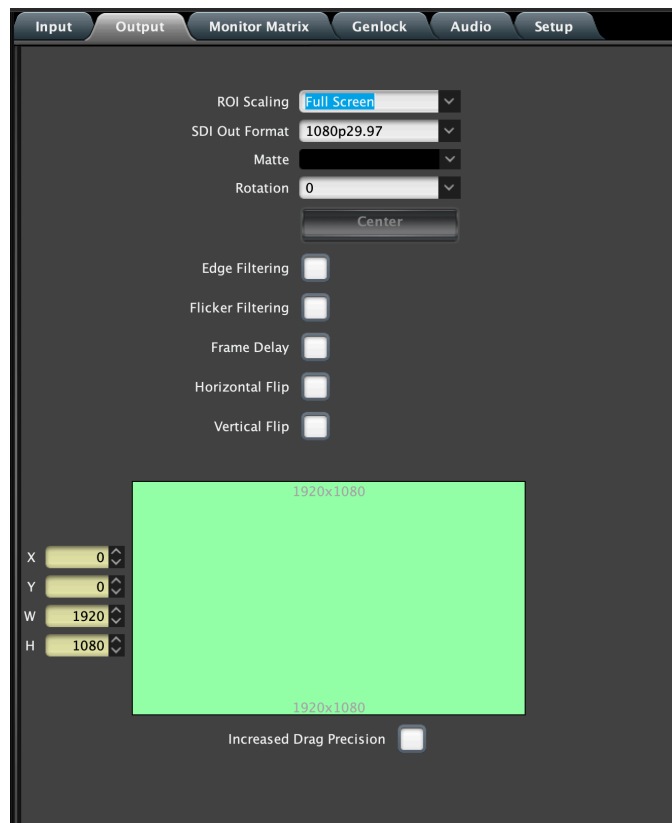 Input Output Monitor Matrix Genlock Audio Setup
ROI Scaling Full Screen
SDI Out Format 1080p29.97
Matte
Rotation 0
Center
Edge Filtering
Flicker Filtering
Frame Delay
Horizontal Flip
Vertical Flip
1920x1080
X 0
Y 0
W 1920
H 1080
1920x1080
Increased Drag Precision